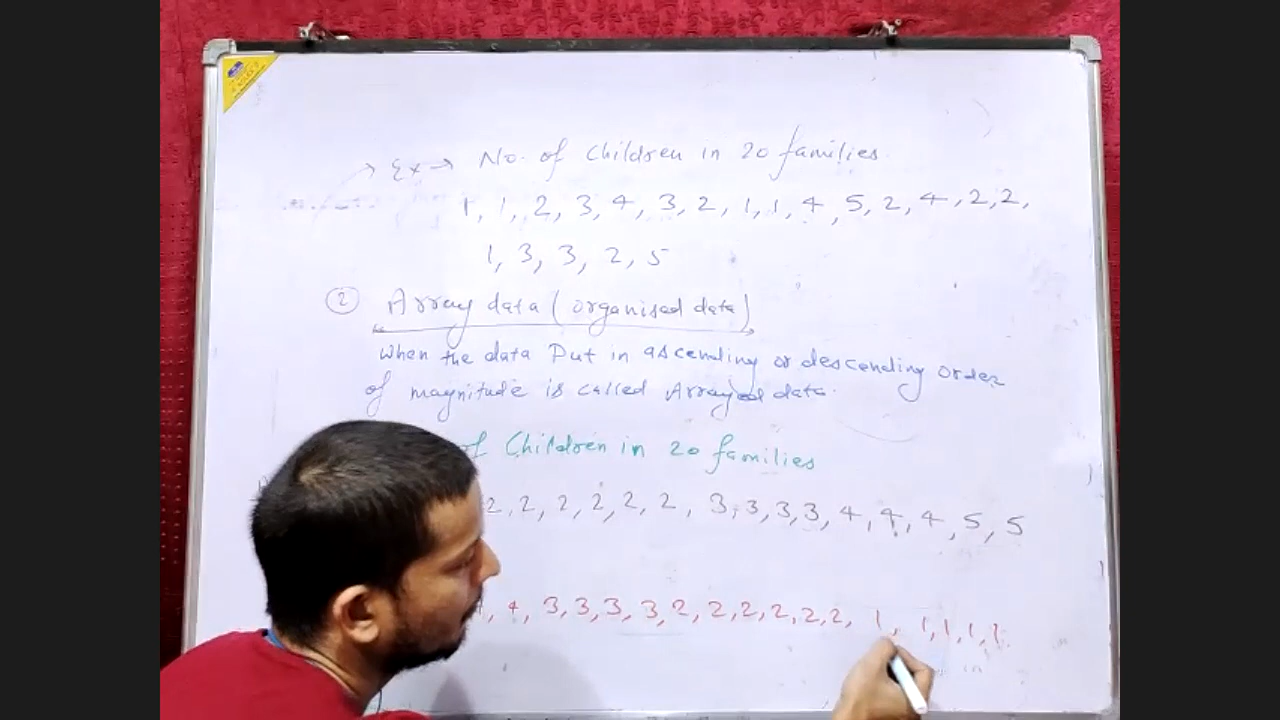 Ex → No. of Children in 20 families.
1, 1, 2, 3, 4, 3, 2, 1, 1, 4, 5, 2, 4, 2, 2,
1, 3, 3, 2, 5
② Array data (organised data)
When the data Put in ascending or descending order
of magnitude is called Arrayed data.
of Children in 20 families
2, 2, 2, 2, 2, 2, 3, 3, 3, 3, 4, 4, 4, 5, 5
4, 3, 3, 3, 3, 2, 2, 2, 2, 2, 2, 1, 1, 1, 1, 1.